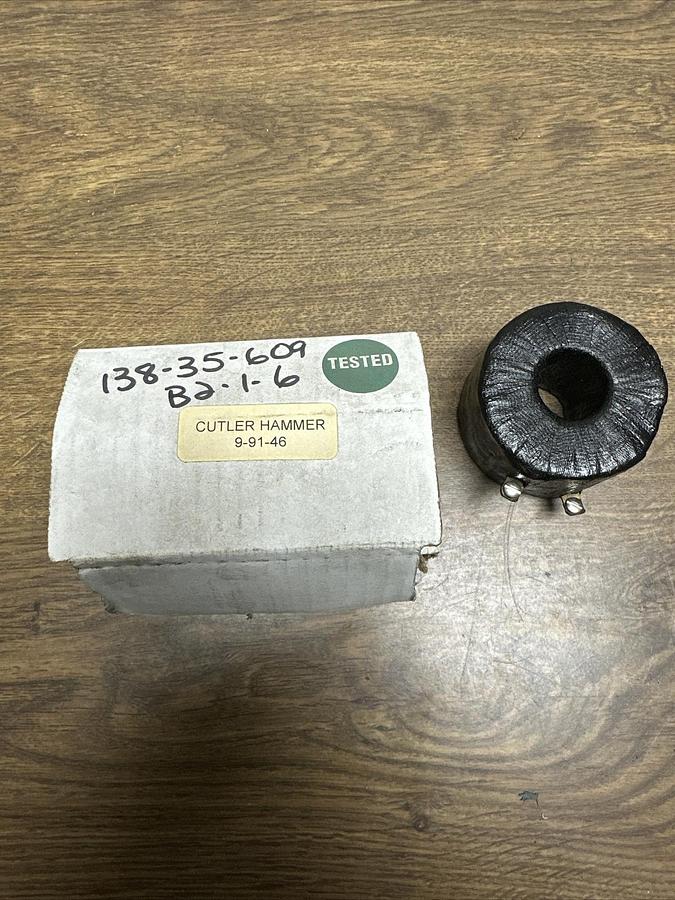 138-35-609
B2-1-6
TESTED
CUTLER HAMMER
9-91-46